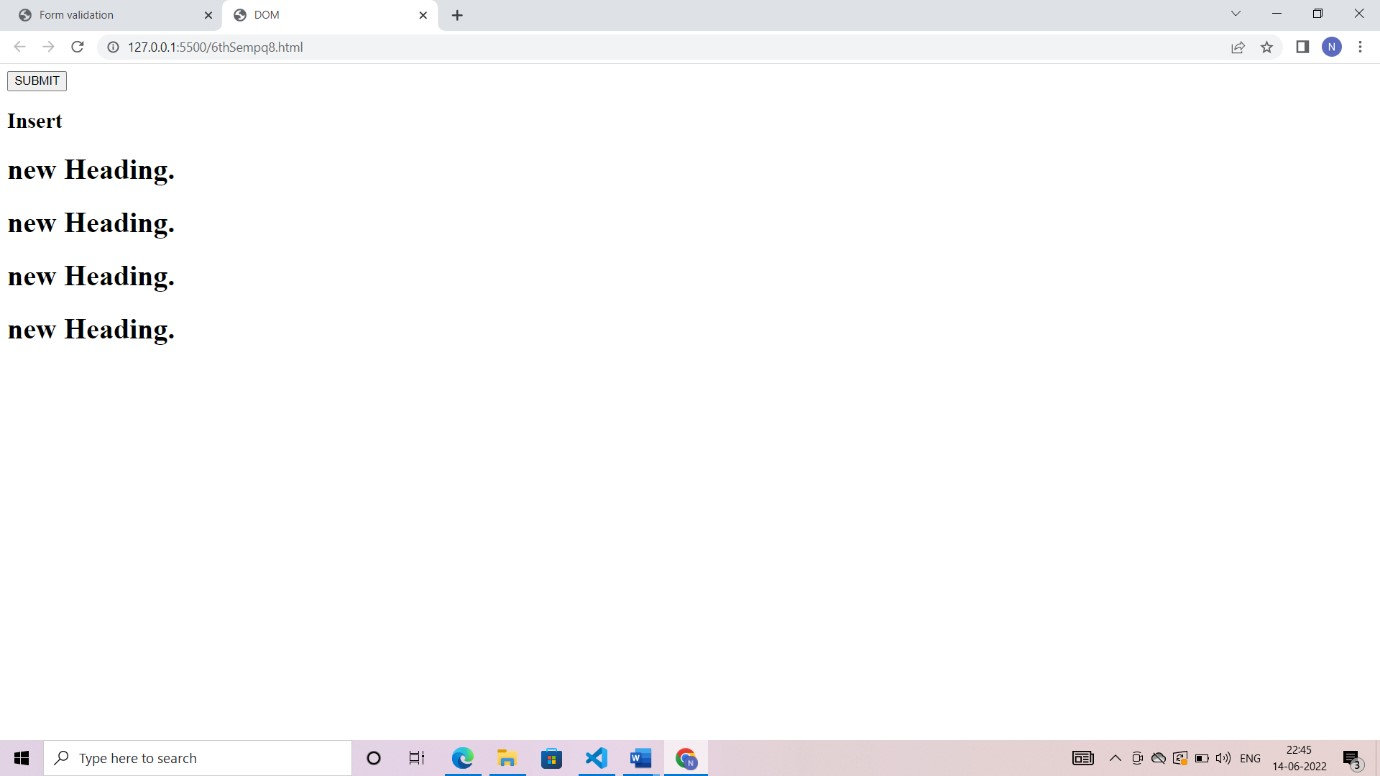 Form validation
DOM
127.0.0.1:5500/6thSempq8.html
N
SUBMIT
Insert
new Heading.
new Heading.
new Heading.
new Heading.
Type here to search
W
N
ENG
22:45
14-06-2022
3